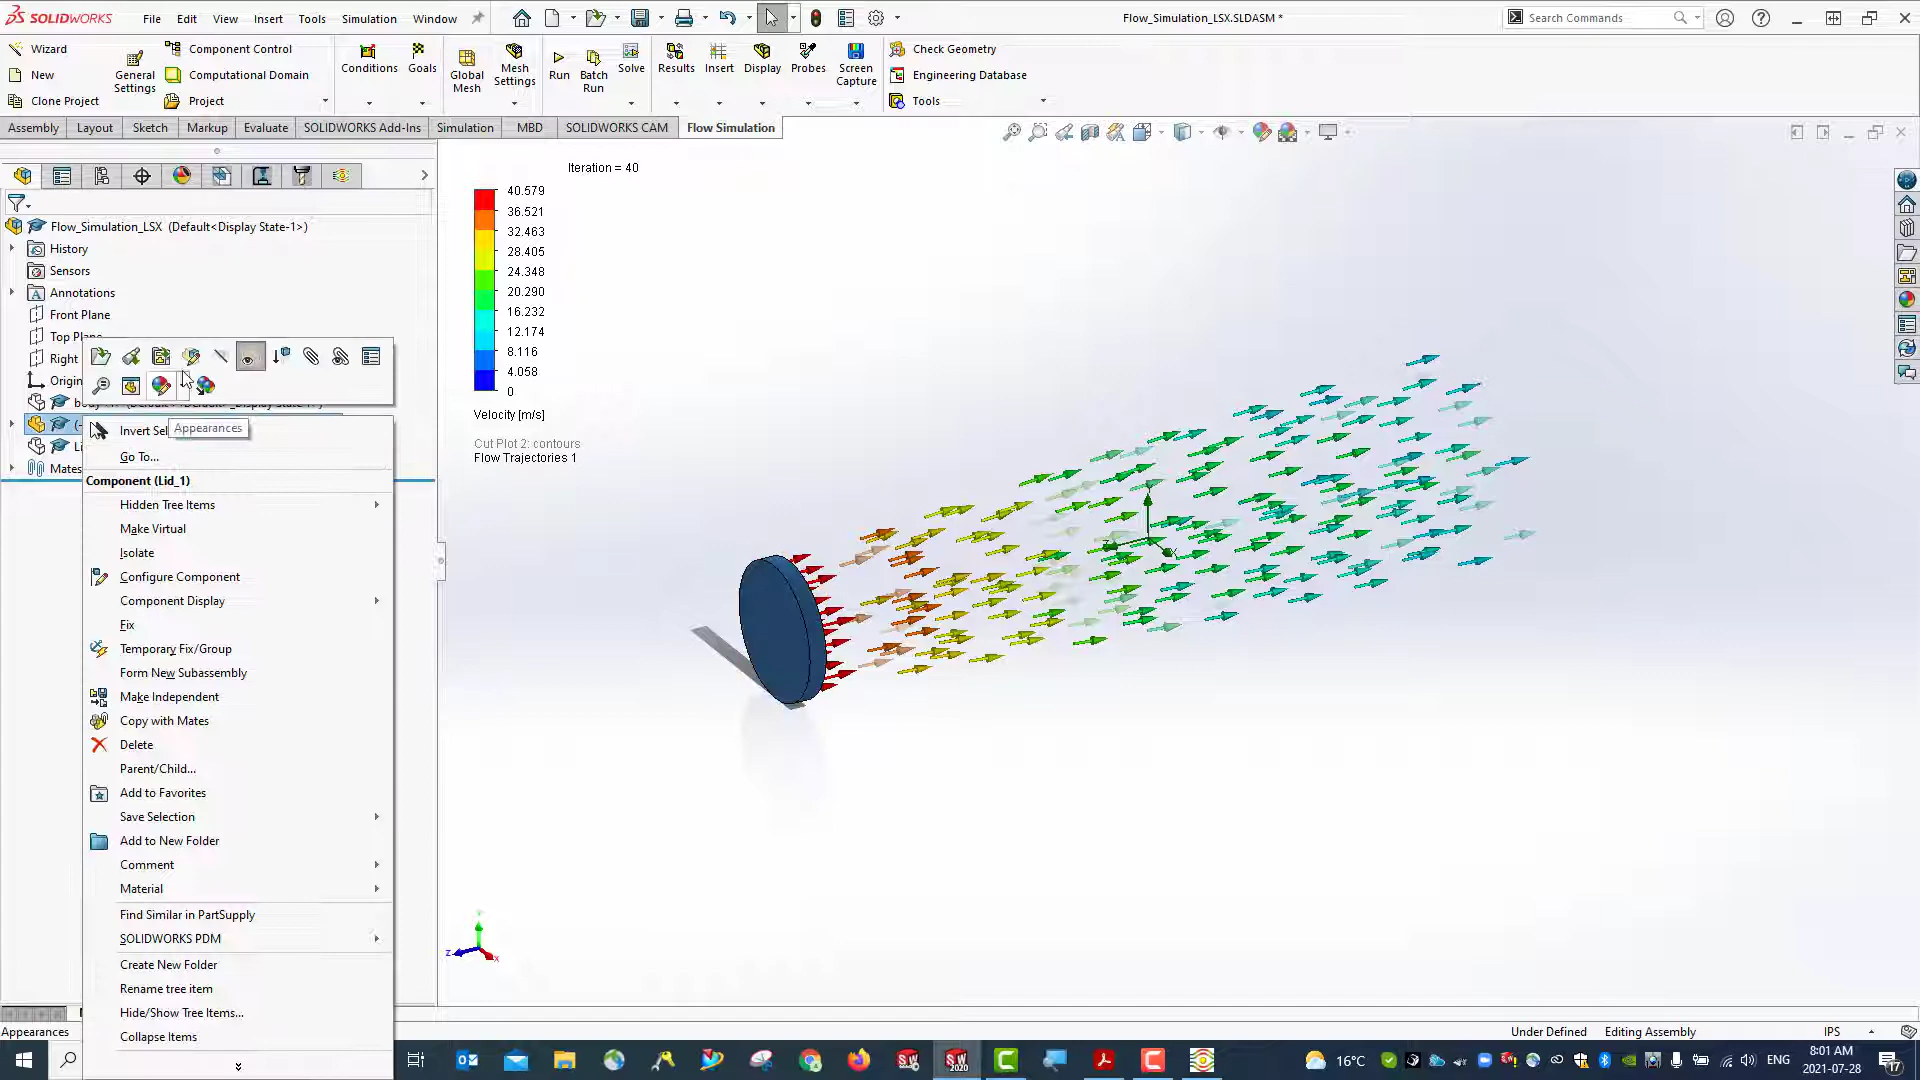 SOLIDWORKS File Edit View Insert Tools Simulation Window
Flow_Simulation_LSX.SLDASM *
Search Commands
Wizard
New
Clone Project
General Settings
Component Control
Computational Domain
Project
Conditions
Goals
Global Mesh
Mesh Settings
Run
Batch Run
Solve
Results
Insert
Display
Probes
Screen Capture
Check Geometry
Engineering Database
Tools
Assembly Layout Sketch Markup Evaluate SOLIDWORKS Add-Ins Simulation MBD SOLIDWORKS CAM Flow Simulation
Flow_Simulation_LSX (Default<Display State-1>)
History
Sensors
Annotations
Front Plane
Top Plane
Right
Origin
Mates
Appearances
Invert Sel
Go To...
Component (Lid_1)
Hidden Tree Items
Make Virtual
Isolate
Configure Component
Component Display
Fix
Temporary Fix/Group
Form New Subassembly
Make Independent
Copy with Mates
Delete
Parent/Child...
Add to Favorites
Save Selection
Add to New Folder
Comment
Material
Find Similar in PartSupply
SOLIDWORKS PDM
Create New Folder
Rename tree item
Hide/Show Tree Items...
Collapse Items
Iteration = 40
40.579
36.521
32.463
28.405
24.348
20.290
16.232
12.174
8.116
4.058
0
Velocity [m/s]
Cut Plot 2: contours
Flow Trajectories 1
Appearances
Under Defined Editing Assembly IPS
16°C ENG 8:01 AM
2021-07-28
17